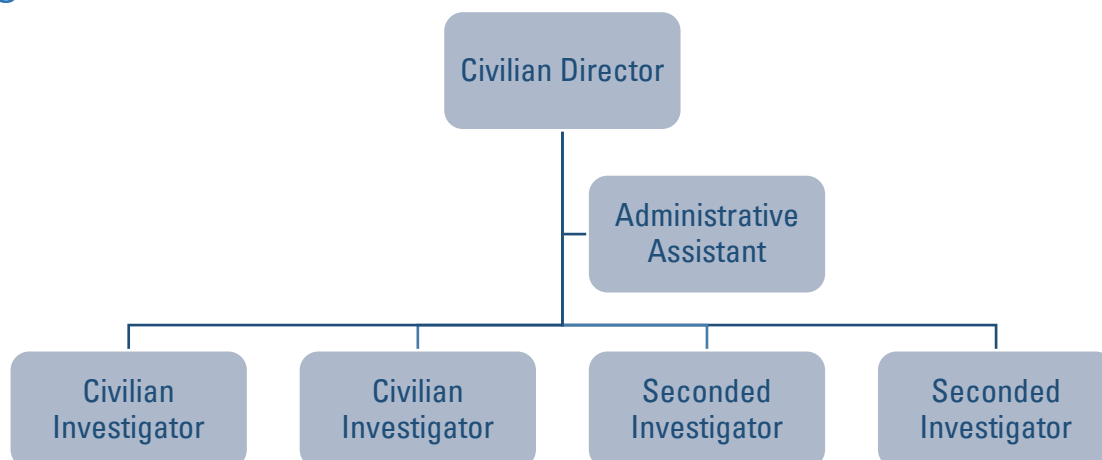 Civilian Director
Administrative
Assistant
Civilian
Investigator
Civilian
Investigator
Seconded
Investigator
Seconded
Investigator